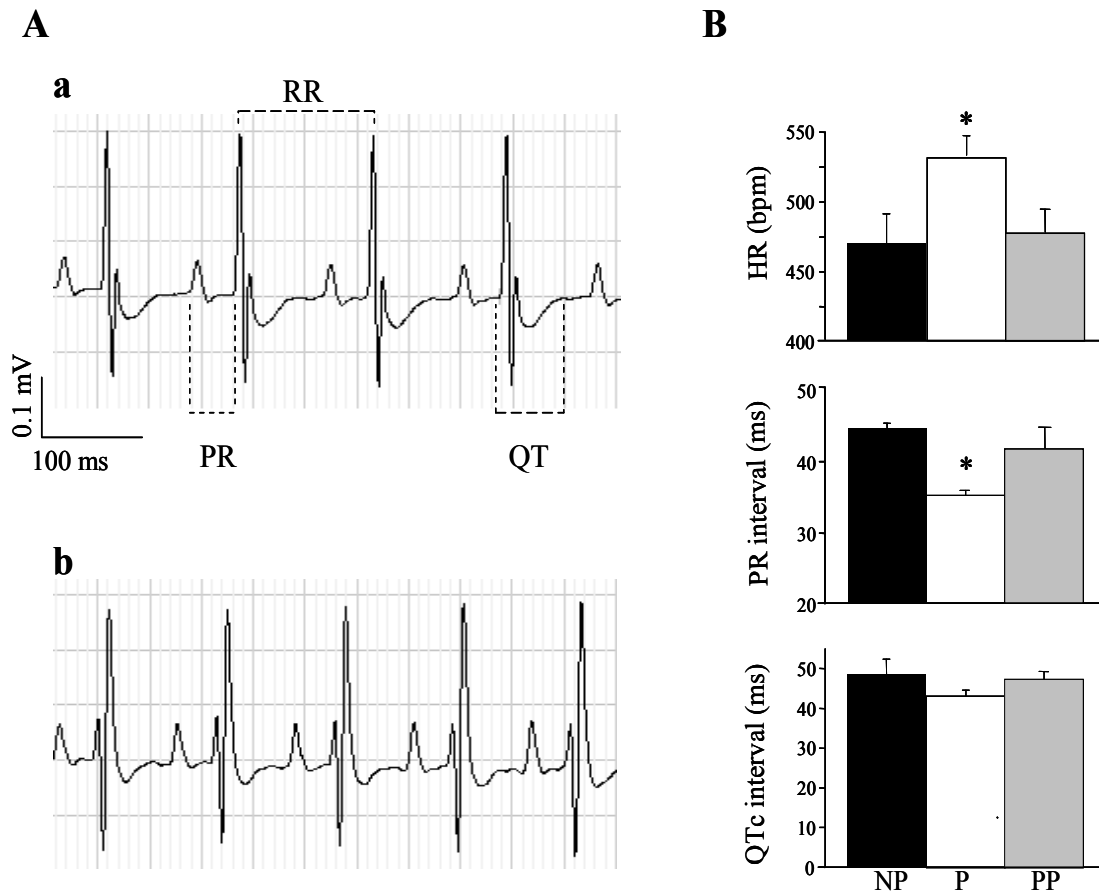 A
a
RR
0.1 mV
100 ms
PR
QT
b
B
HR (bpm)
550
*
500
450
400
PR interval (ms)
50
40
*
30
20
QTc interval (ms)
50
40
30
20
10
0
NP P PP